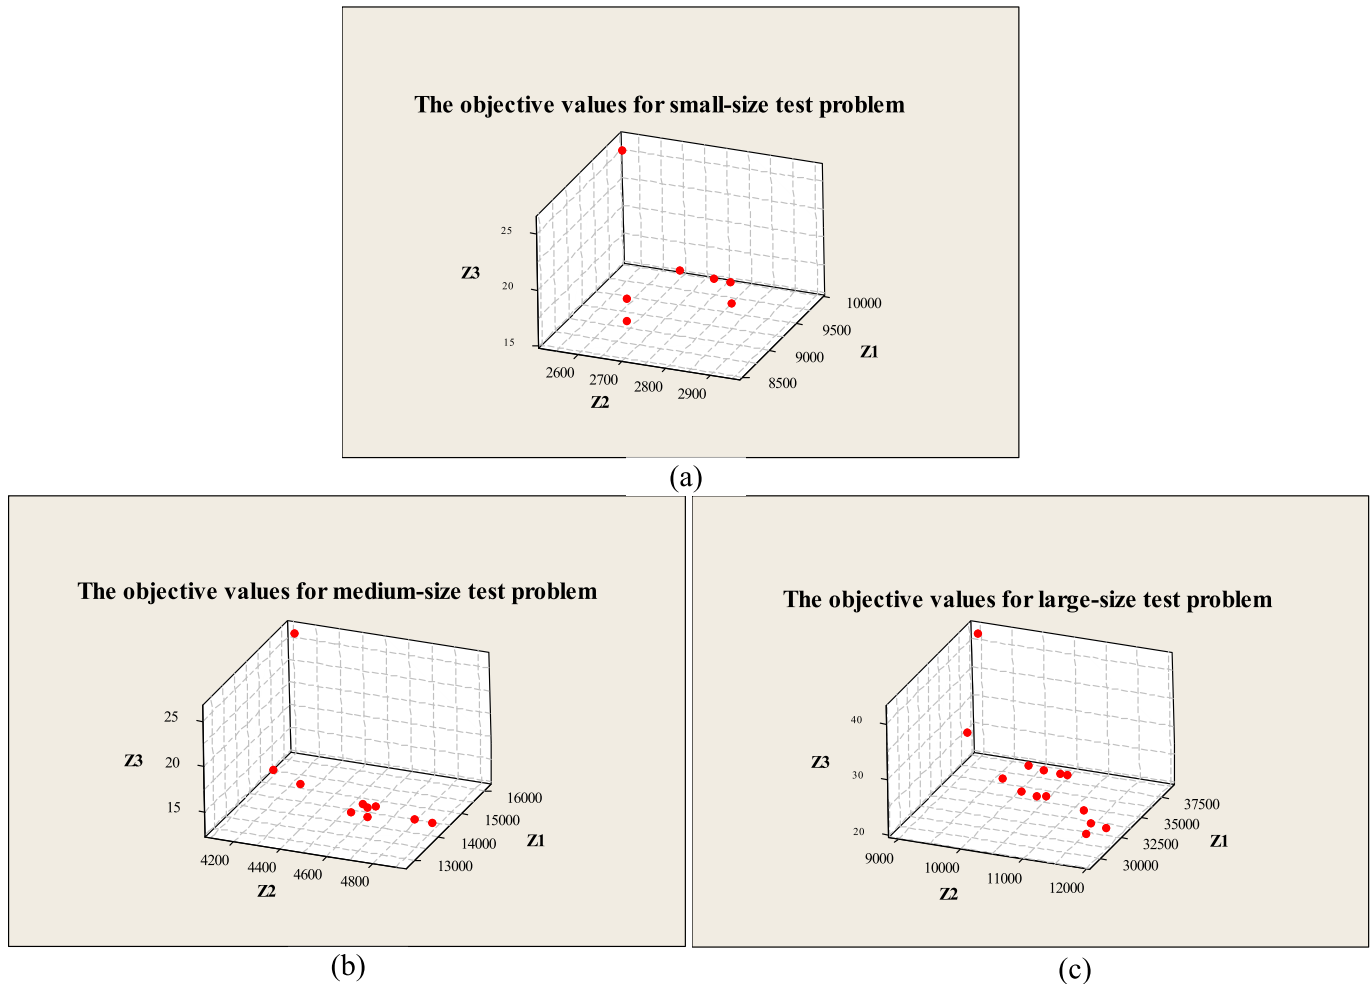 The objective values for small-size test problem
25
Z3
20
15
10000
9500
Z1
9000
8500
2600
2700
2800
2900
Z2
(a)
The objective values for medium-size test problem
25
Z3
20
15
16000
15000
Z1
14000
13000
4200
4400
4600
4800
Z2
(b)
The objective values for large-size test problem
40
Z3
30
20
37500
35000
Z1
32500
30000
9000
10000
11000
12000
Z2
(c)